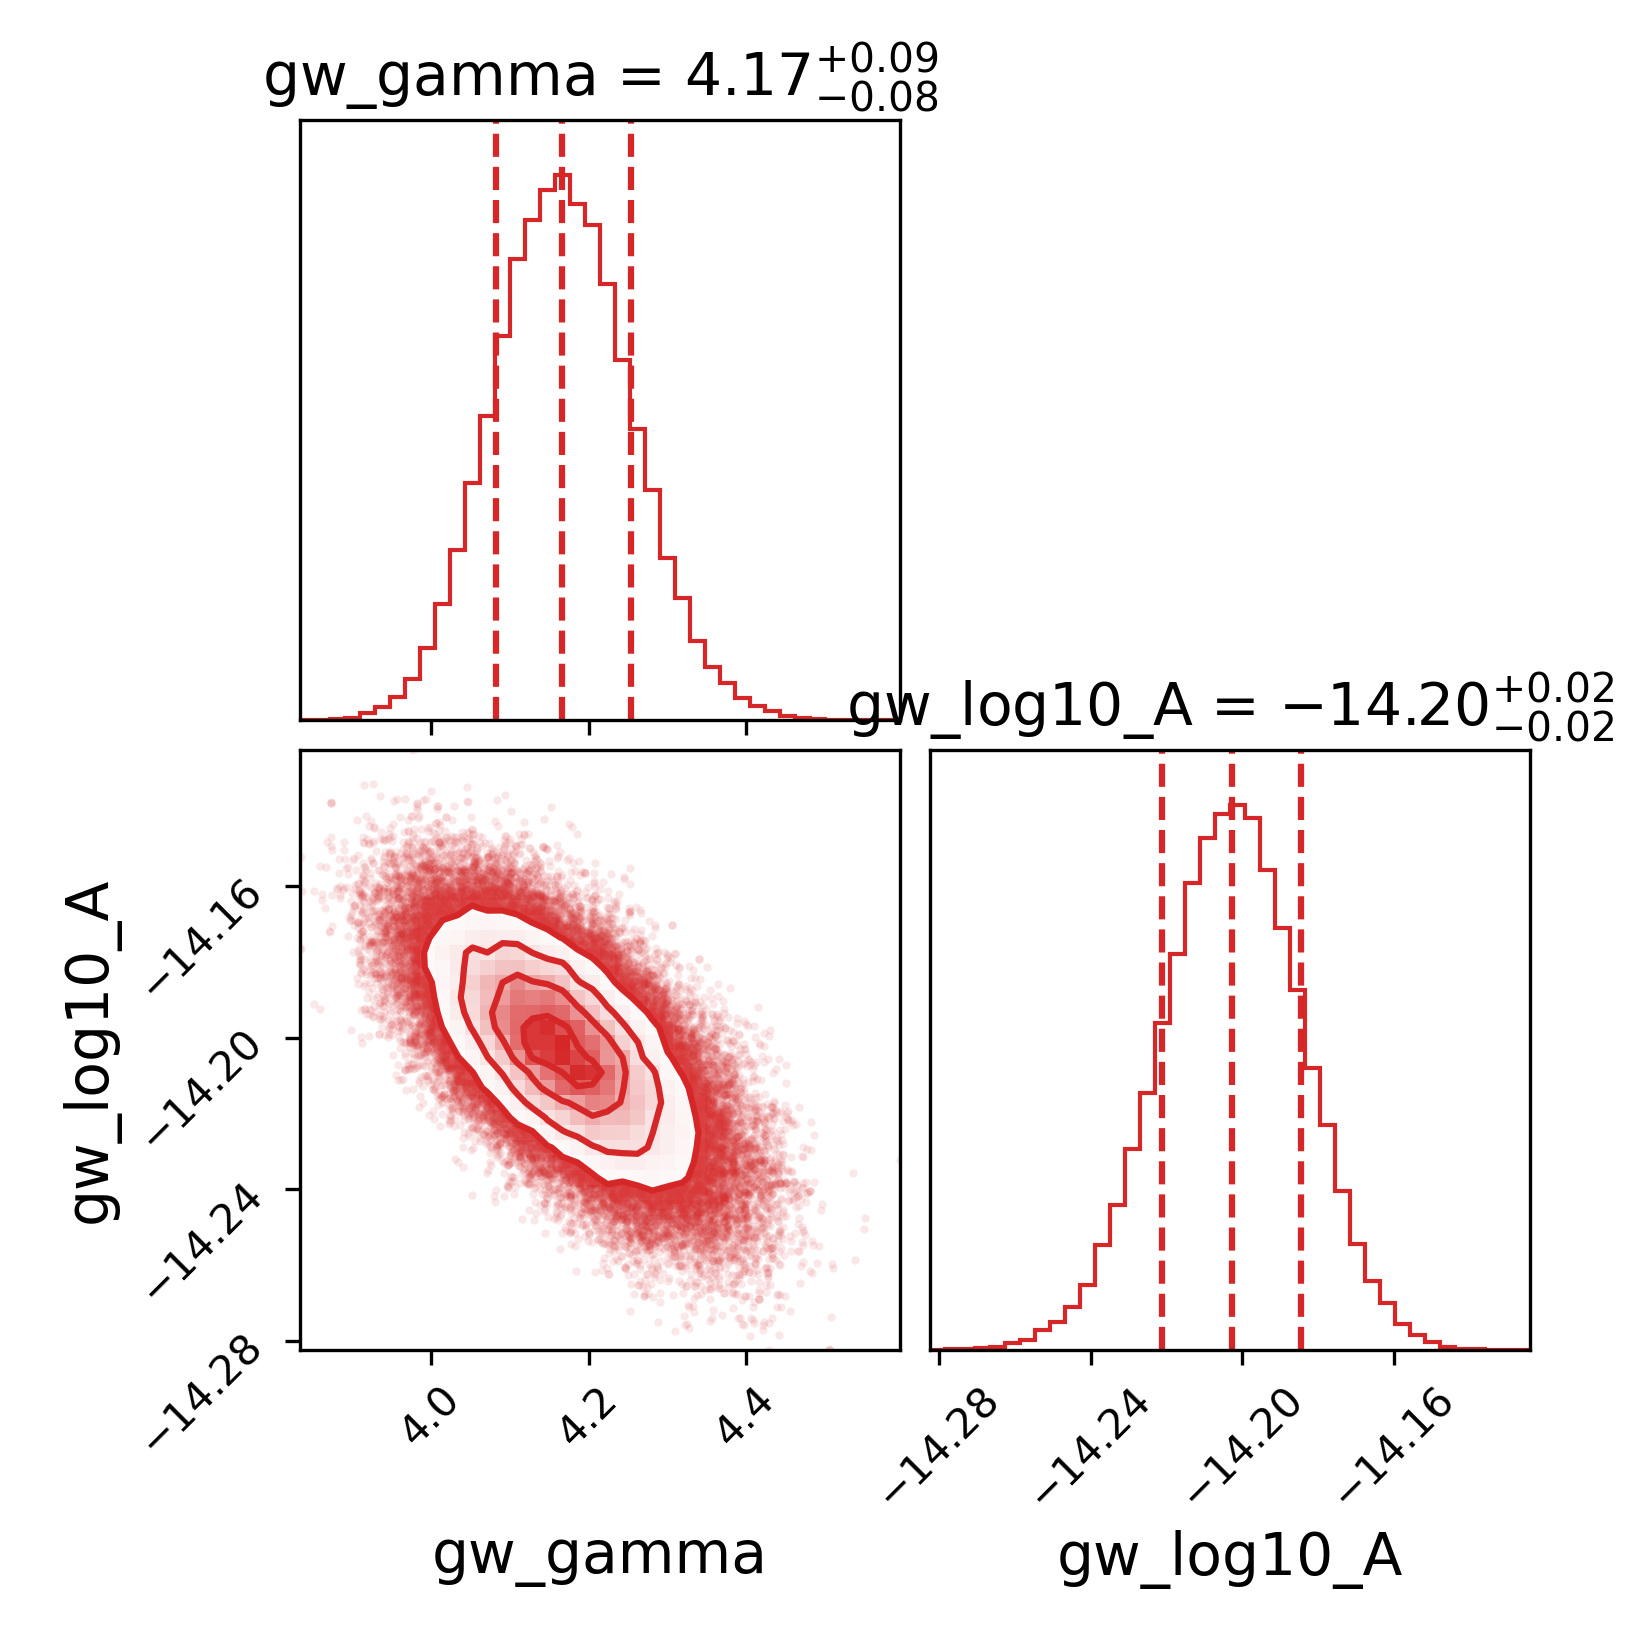 gw_gamma = 4.17 +0.09 −0.08
gw_log10_A = −14.20 +0.02 −0.02
gw_log10_A
−14.16
−14.20
−14.24
−14.28
4.0 4.2 4.4
−14.28 −14.24 −14.20 −14.16
gw_gamma
gw_log10_A